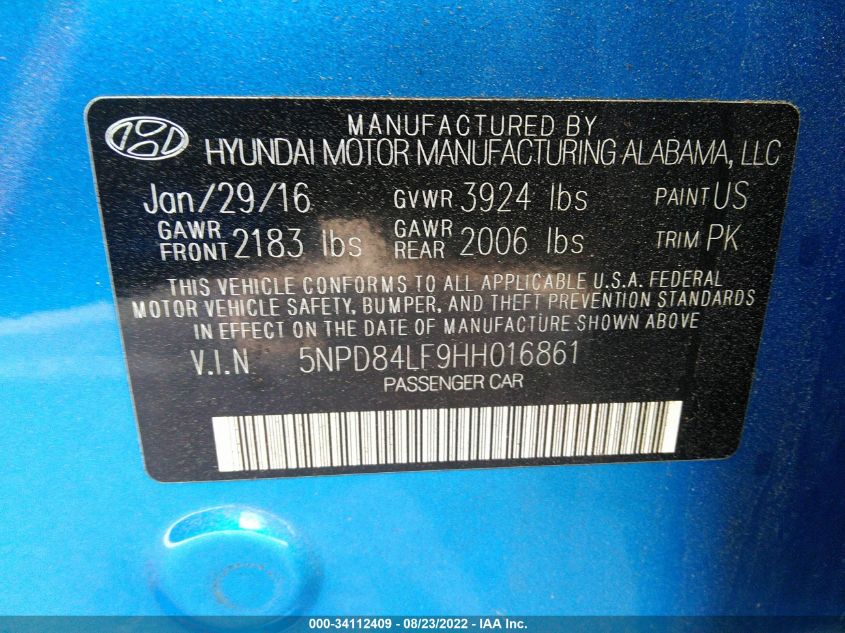 MANUFACTURED BY
HYUNDAI MOTOR MANUFACTURING ALABAMA, LLC
Jan/29/16 GVWR 3924 lbs PAINT US
GAWR FRONT 2183 lbs GAWR REAR 2006 lbs TRIM PK
THIS VEHICLE CONFORMS TO ALL APPLICABLE U.S.A. FEDERAL
MOTOR VEHICLE SAFETY, BUMPER, AND THEFT PREVENTION STANDARDS
IN EFFECT ON THE DATE OF MANUFACTURE SHOWN ABOVE
V.I.N 5NPD84LF9HH016861
PASSENGER CAR
000-34112409 - 08/23/2022 - IAA Inc.